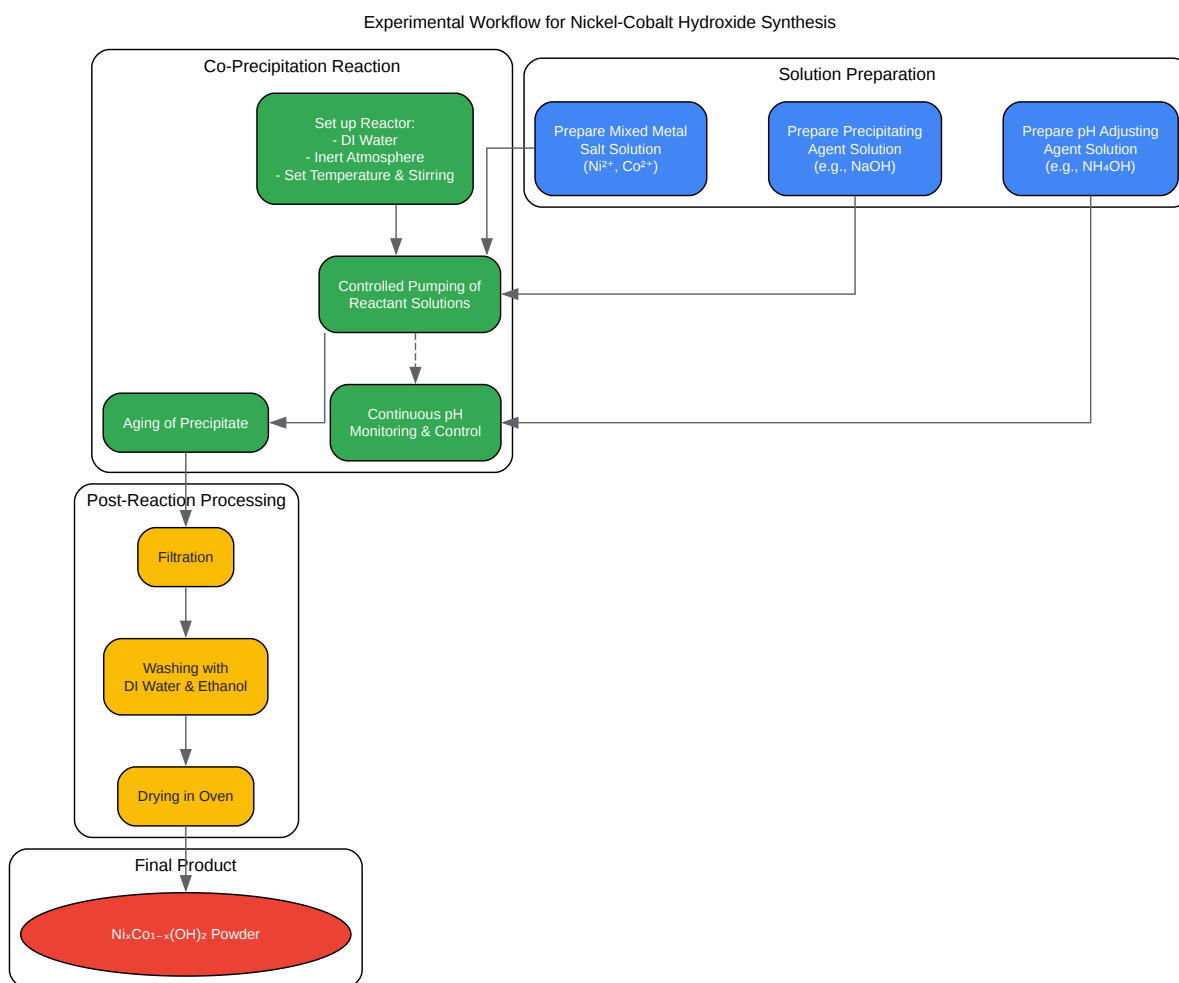 Experimental Workflow for Nickel-Cobalt Hydroxide Synthesis
Co-Precipitation Reaction
Set up Reactor:
- DI Water
- Inert Atmosphere
- Set Temperature & Stirring
Controlled Pumping of
Reactant Solutions
Continuous pH
Monitoring & Control
Aging of Precipitate
Solution Preparation
Prepare Mixed Metal
Salt Solution
(Ni²⁺, Co²⁺)
Prepare Precipitating
Agent Solution
(e.g., NaOH)
Prepare pH Adjusting
Agent Solution
(e.g., NH₄OH)
Post-Reaction Processing
Filtration
Washing with
DI Water & Ethanol
Drying in Oven
Final Product
NiₓCo₁₋ₓ(OH)₂ Powder